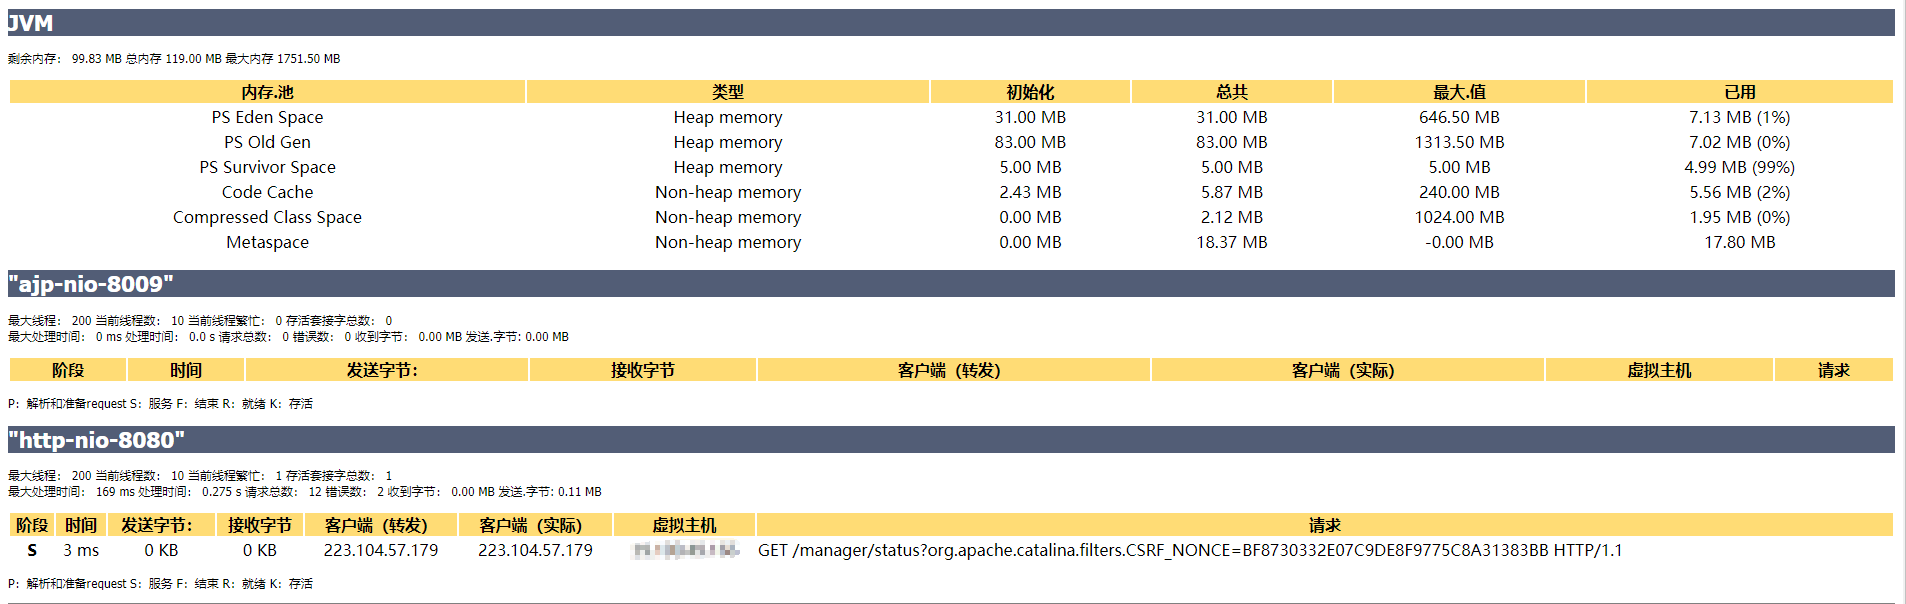 JVM
剩余内存： 99.83 MB 总内存 119.00 MB 最大内存 1751.50 MB
内存.池 类型 初始化 总共 最大.值 已用
PS Eden Space Heap memory 31.00 MB 31.00 MB 646.50 MB 7.13 MB (1%)
PS Old Gen Heap memory 83.00 MB 83.00 MB 1313.50 MB 7.02 MB (0%)
PS Survivor Space Heap memory 5.00 MB 5.00 MB 5.00 MB 4.99 MB (99%)
Code Cache Non-heap memory 2.43 MB 5.87 MB 240.00 MB 5.56 MB (2%)
Compressed Class Space Non-heap memory 0.00 MB 2.12 MB 1024.00 MB 1.95 MB (0%)
Metaspace Non-heap memory 0.00 MB 18.37 MB -0.00 MB 17.80 MB
"ajp-nio-8009"
最大线程： 200 当前线程数： 10 当前线程繁忙： 0 存活套接字总数： 0
最大处理时间： 0 ms 处理时间： 0.0 s 请求总数： 0 错误数： 0 收到字节： 0.00 MB 发送.字节: 0.00 MB
阶段 时间 发送字节： 接收字节 客户端（转发） 客户端（实际） 虚拟主机 请求
P：解析和准备request S：服务 F：结束 R：就绪 K：存活
"http-nio-8080"
最大线程： 200 当前线程数： 10 当前线程繁忙： 1 存活套接字总数： 1
最大处理时间： 169 ms 处理时间： 0.275 s 请求总数： 12 错误数： 2 收到字节： 0.00 MB 发送.字节: 0.11 MB
阶段 时间 发送字节： 接收字节 客户端（转发） 客户端（实际） 虚拟主机 请求
S 3 ms 0 KB 0 KB 223.104.57.179 223.104.57.179 GET /manager/status?org.apache.catalina.filters.CSRF_NONCE=BF8730332E07C9DE8F9775C8A31383BB HTTP/1.1
P：解析和准备request S：服务 F：结束 R：就绪 K：存活